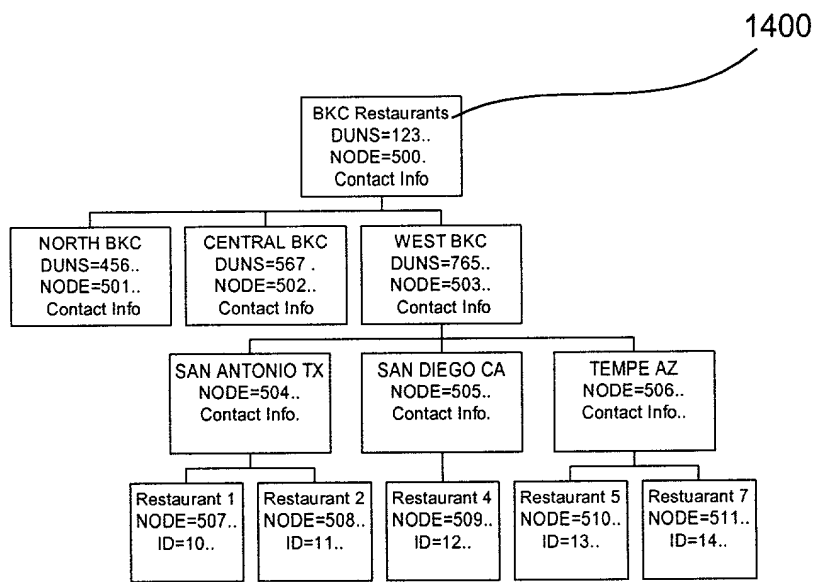 1400
BKC Restaurants
DUNS=123..
NODE=500.
Contact Info
NORTH BKC
DUNS=456..
NODE=501..
Contact Info
CENTRAL BKC
DUNS=567 .
NODE=502..
Contact Info
WEST BKC
DUNS=765..
NODE=503..
Contact Info
SAN ANTONIO TX
NODE=504..
Contact Info.
SAN DIEGO CA
NODE=505..
Contact Info.
TEMPE AZ
NODE=506..
Contact Info..
Restaurant 1
NODE=507..
ID=10..
Restaurant 2
NODE=508..
ID=11..
Restaurant 4
NODE=509..
ID=12..
Restaurant 5
NODE=510..
ID=13..
Restuarant 7
NODE=511..
ID=14..